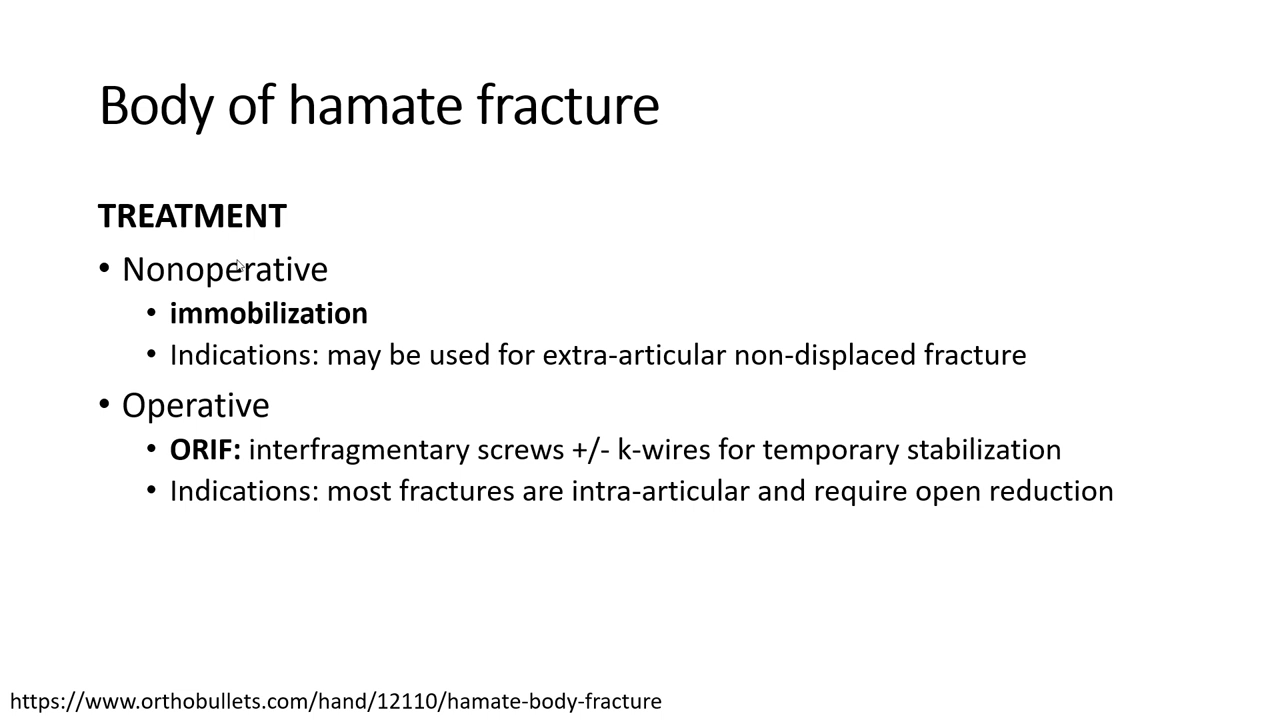 Body of hamate fracture
TREATMENT
• Nonoperative
• immobilization
• Indications: may be used for extra-articular non-displaced fracture
• Operative
• ORIF: interfragmentary screws +/- k-wires for temporary stabilization
• Indications: most fractures are intra-articular and require open reduction
https://www.orthobullets.com/hand/12110/hamate-body-fracture